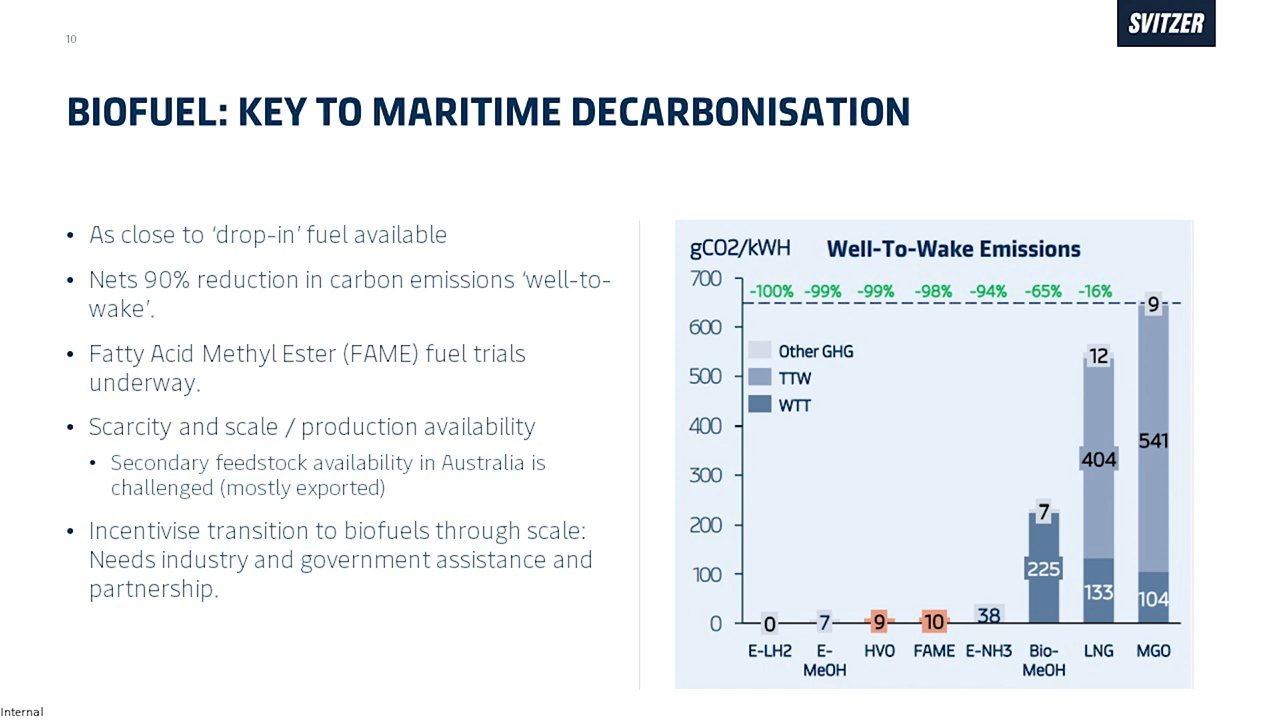 10
SVITZER
BIOFUEL: KEY TO MARITIME DECARBONISATION
• As close to ‘drop-in’ fuel available
• Nets 90% reduction in carbon emissions ‘well-to-
wake’.
• Fatty Acid Methyl Ester (FAME) fuel trials
underway.
• Scarcity and scale / production availability
• Secondary feedstock availability in Australia is
challenged (mostly exported)
• Incentivise transition to biofuels through scale:
Needs industry and government assistance and
partnership.
gCO2/kWH Well-To-Wake Emissions
700
-100% -99% -99% -98% -94% -65% -16%
9
600
Other GHG
12
500
TTW
WTT
400
541
404
300
200
7
225
100
133
104
0
0 7 9 10 38
E-LH2 E- HVO FAME E-NH3 Bio- LNG MGO
MeOH MeOH
Internal